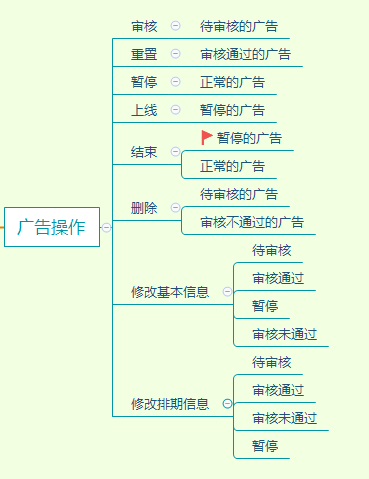 广告操作
审核
待审核的广告
重置
审核通过的广告
暂停
正常的广告
上线
暂停的广告
结束
暂停的广告
正常的广告
删除
待审核的广告
审核不通过的广告
修改基本信息
待审核
审核通过
暂停
审核未通过
修改排期信息
待审核
审核通过
审核未通过
暂停